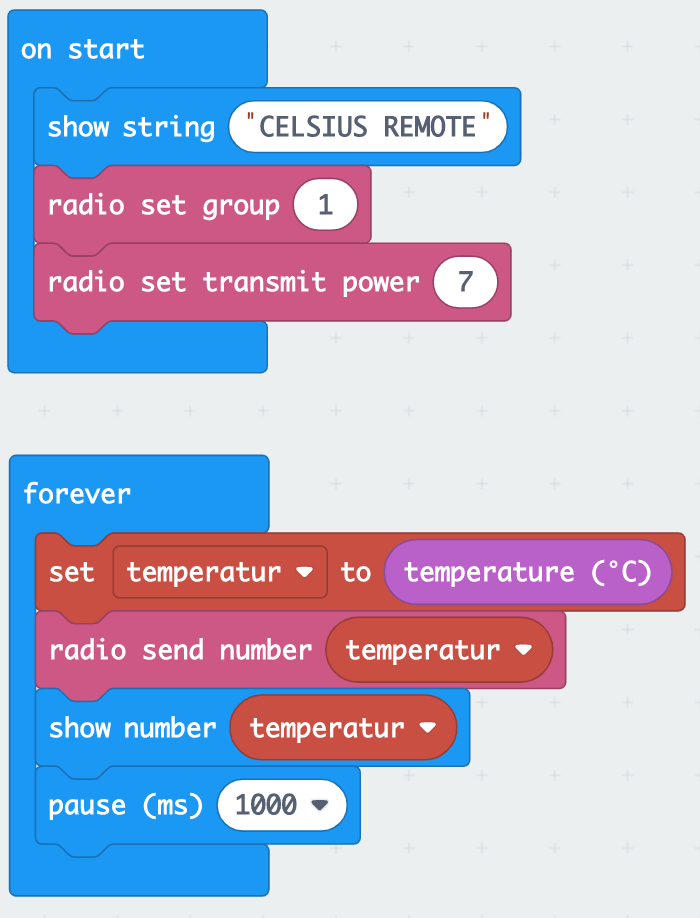 on start
show string "CELSIUS REMOTE"
radio set group 1
radio set transmit power 7
forever
set temperatur to temperature (°C)
radio send number temperatur
show number temperatur
pause (ms) 1000